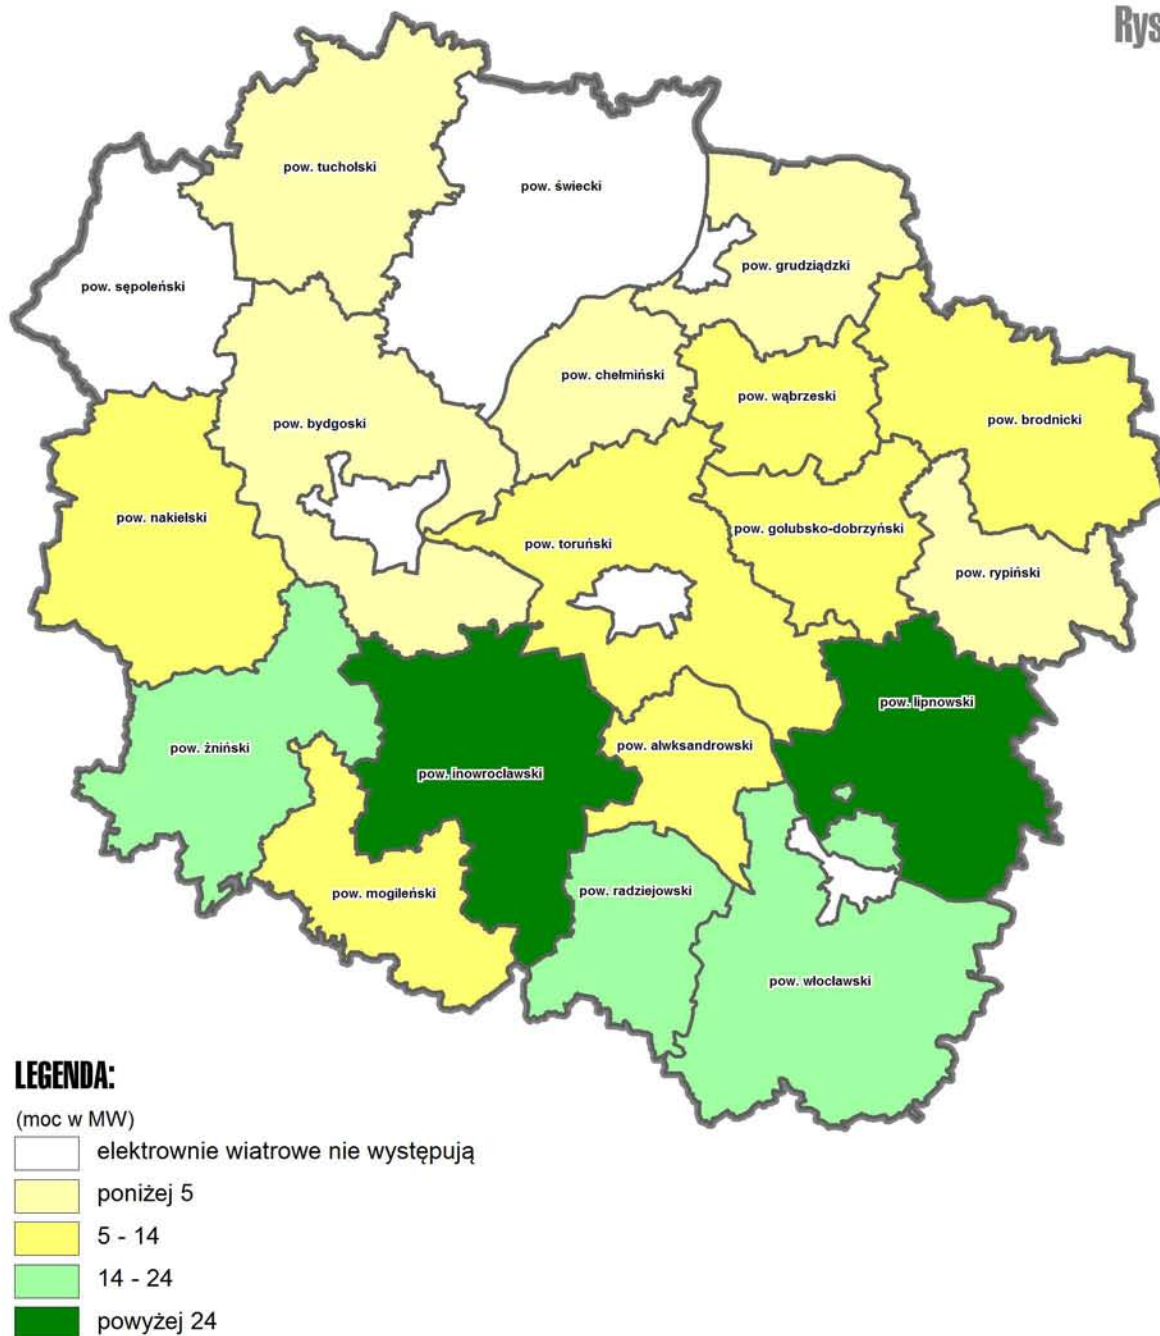 Rys
pow. tucholski
pow. świecki
pow. grudziądzki
pow. sępoleński
pow. chełmiński
pow. wąbrzeski
pow. brodnicki
pow. bydgoski
pow. nakielski
pow. toruński
pow. golubsko-dobrzyński
pow. rypiński
pow. lipnowski
pow. żniński
pow. alwksandrowski
pow. inowrocławski
pow. mogileński
pow. radziejowski
pow. włocławski
LEGENDA:
(moc w MW)
elektrownie wiatrowe nie występują
poniżej 5
5 - 14
14 - 24
powyżej 24